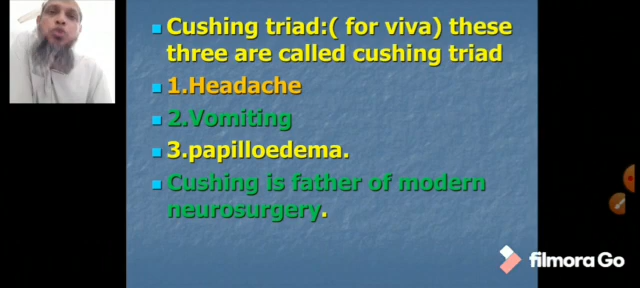 Cushing triad:( for viva) these
three are called cushing triad
1.Headache
2.Vomiting
3.papilloedema.
Cushing is father of modern
neurosurgery.
filmora Go